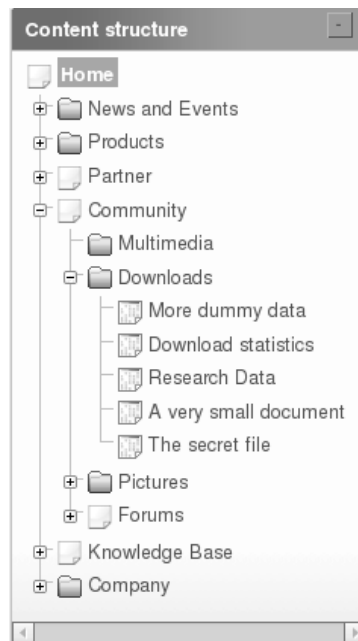 Content structure
Home
News and Events
Products
Partner
Community
Multimedia
Downloads
More dummy data
Download statistics
Research Data
A very small document
The secret file
Pictures
Forums
Knowledge Base
Company